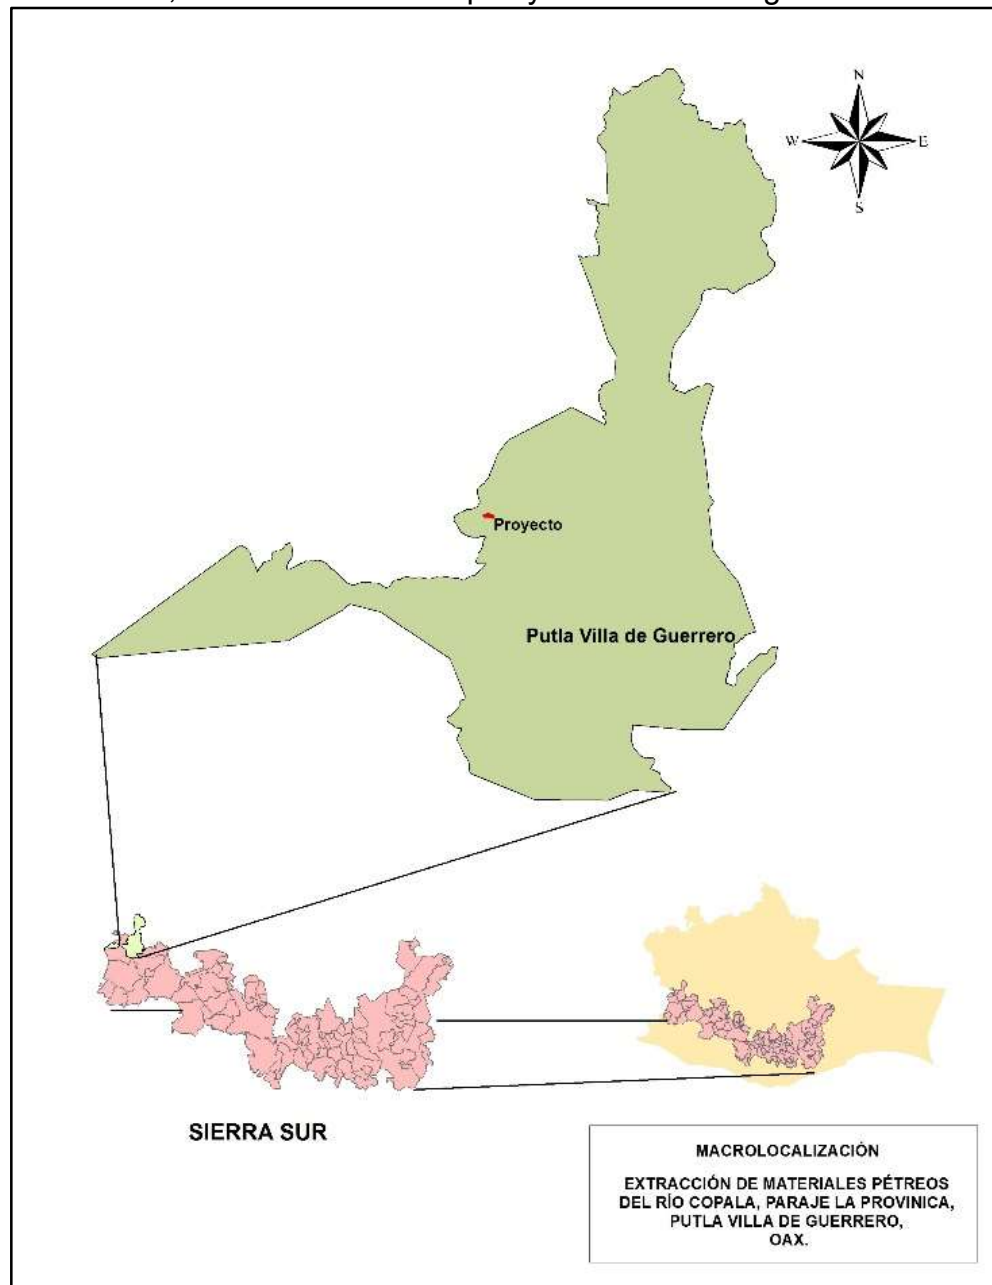 N
W
E
S
Proyecto
Putla Villa de Guerrero
SIERRA SUR
MACROLOCALIZACIÓN
EXTRACCIÓN DE MATERIALES PÉTREOS
DEL RÍO COPALA, PARAJE LA PROVINICA,
PUTLA VILLA DE GUERRERO,
OAX.